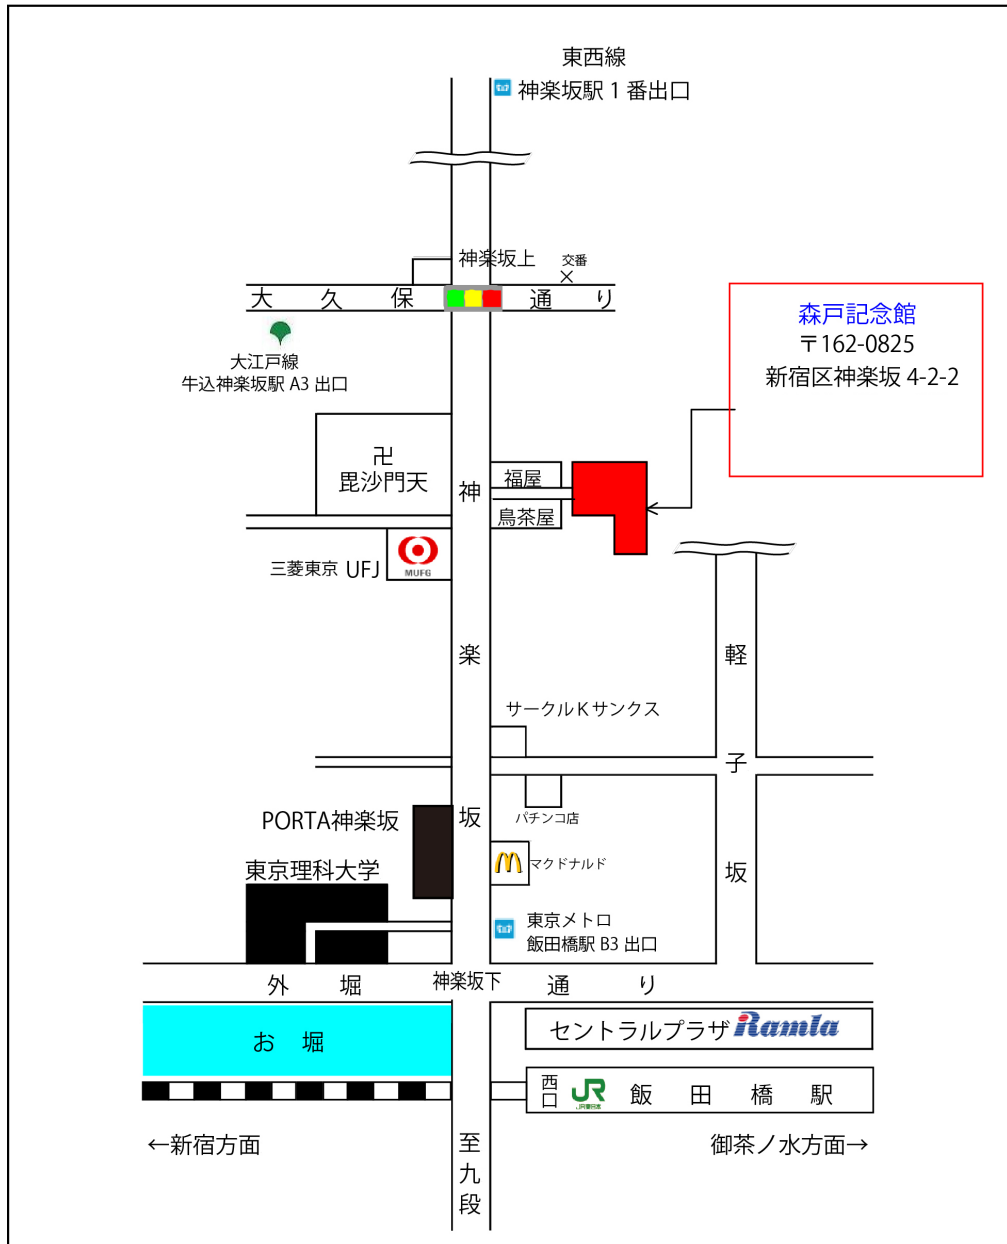 東西線
神楽坂駅 1 番出口
神楽坂上
交番
×
大久保通り
大江戸線
牛込神楽坂駅 A3 出口
森戸記念館
〒162-0825
新宿区神楽坂 4-2-2
卍
毘沙門天
福屋
鳥茶屋
神楽坂
三菱東京 UFJ
MUFG
軽子坂
サークルKサンクス
パチンコ店
PORTA神楽坂
マクドナルド
東京理科大学
東京メトロ
飯田橋駅 B3 出口
外堀通り
神楽坂下
お堀
セントラルプラザ Ramla
西口
JR
JR東日本
飯田橋駅
←新宿方面
御茶ノ水方面→
至九段